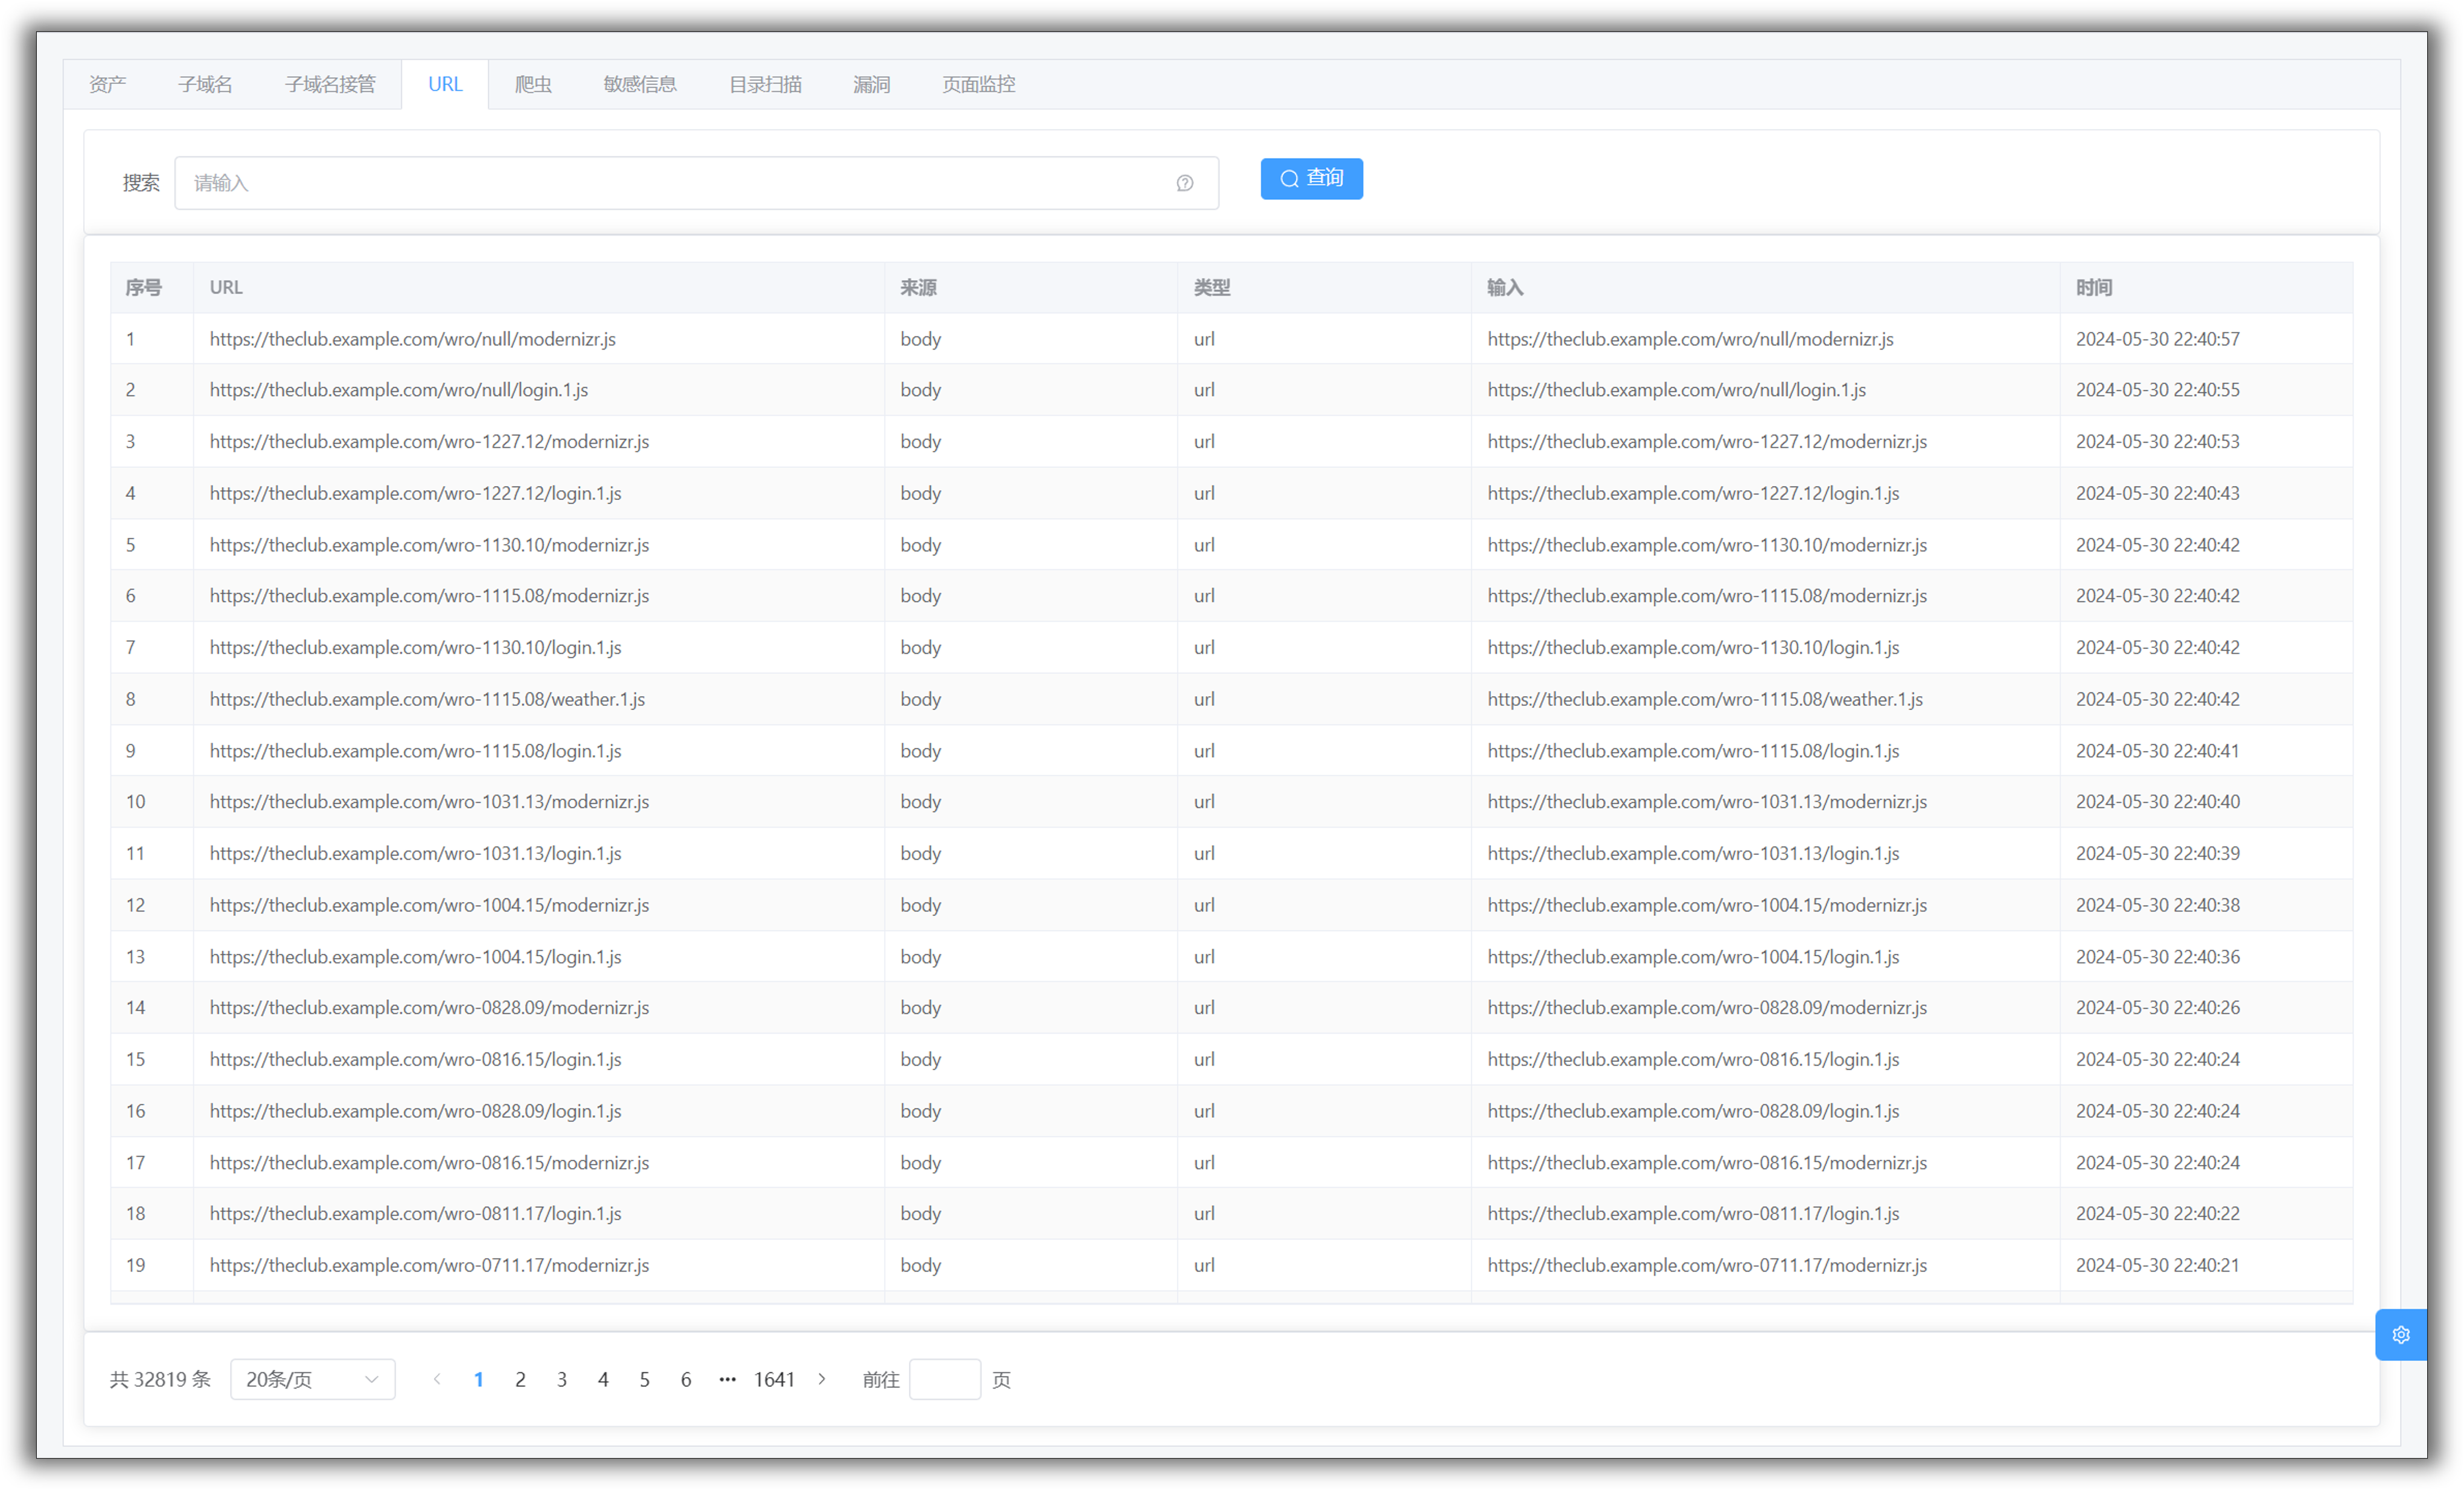 资产 子域名 子域名接管 URL 爬虫 敏感信息 目录扫描 漏洞 页面监控
搜索 请输入 查询
序号 URL 来源 类型 输入 时间
1 https://theclub.example.com/wro/null/modernizr.js body url https://theclub.example.com/wro/null/modernizr.js 2024-05-30 22:40:57
2 https://theclub.example.com/wro/null/login.1.js body url https://theclub.example.com/wro/null/login.1.js 2024-05-30 22:40:55
3 https://theclub.example.com/wro-1227.12/modernizr.js body url https://theclub.example.com/wro-1227.12/modernizr.js 2024-05-30 22:40:53
4 https://theclub.example.com/wro-1227.12/login.1.js body url https://theclub.example.com/wro-1227.12/login.1.js 2024-05-30 22:40:43
5 https://theclub.example.com/wro-1130.10/modernizr.js body url https://theclub.example.com/wro-1130.10/modernizr.js 2024-05-30 22:40:42
6 https://theclub.example.com/wro-1115.08/modernizr.js body url https://theclub.example.com/wro-1115.08/modernizr.js 2024-05-30 22:40:42
7 https://theclub.example.com/wro-1130.10/login.1.js body url https://theclub.example.com/wro-1130.10/login.1.js 2024-05-30 22:40:42
8 https://theclub.example.com/wro-1115.08/weather.1.js body url https://theclub.example.com/wro-1115.08/weather.1.js 2024-05-30 22:40:42
9 https://theclub.example.com/wro-1115.08/login.1.js body url https://theclub.example.com/wro-1115.08/login.1.js 2024-05-30 22:40:41
10 https://theclub.example.com/wro-1031.13/modernizr.js body url https://theclub.example.com/wro-1031.13/modernizr.js 2024-05-30 22:40:40
11 https://theclub.example.com/wro-1031.13/login.1.js body url https://theclub.example.com/wro-1031.13/login.1.js 2024-05-30 22:40:39
12 https://theclub.example.com/wro-1004.15/modernizr.js body url https://theclub.example.com/wro-1004.15/modernizr.js 2024-05-30 22:40:38
13 https://theclub.example.com/wro-1004.15/login.1.js body url https://theclub.example.com/wro-1004.15/login.1.js 2024-05-30 22:40:36
14 https://theclub.example.com/wro-0828.09/modernizr.js body url https://theclub.example.com/wro-0828.09/modernizr.js 2024-05-30 22:40:26
15 https://theclub.example.com/wro-0816.15/login.1.js body url https://theclub.example.com/wro-0816.15/login.1.js 2024-05-30 22:40:24
16 https://theclub.example.com/wro-0828.09/login.1.js body url https://theclub.example.com/wro-0828.09/login.1.js 2024-05-30 22:40:24
17 https://theclub.example.com/wro-0816.15/modernizr.js body url https://theclub.example.com/wro-0816.15/modernizr.js 2024-05-30 22:40:24
18 https://theclub.example.com/wro-0811.17/login.1.js body url https://theclub.example.com/wro-0811.17/login.1.js 2024-05-30 22:40:22
19 https://theclub.example.com/wro-0711.17/modernizr.js body url https://theclub.example.com/wro-0711.17/modernizr.js 2024-05-30 22:40:21
共 32819 条 20条/页 1 2 3 4 5 6 ••• 1641 前往 页